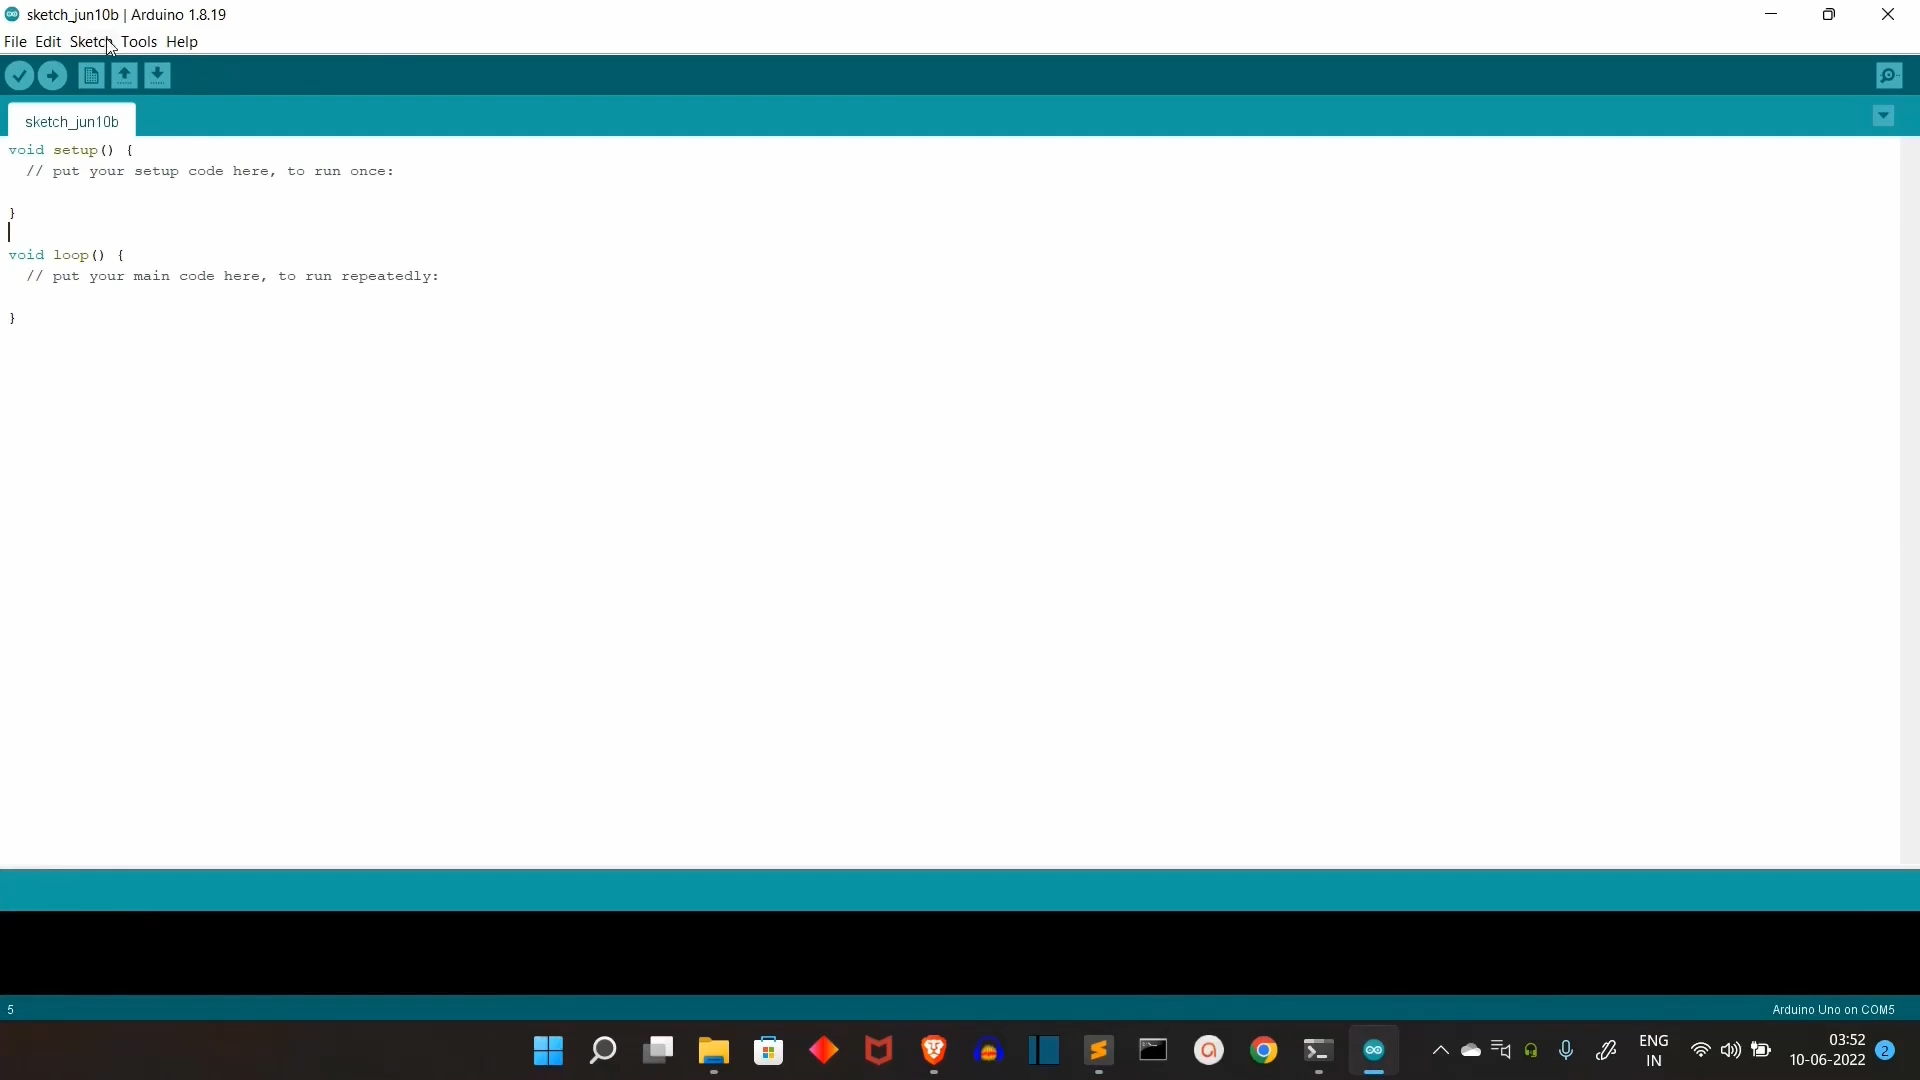 sketch_jun10b | Arduino 1.8.19
File Edit Sketch Tools Help
sketch_jun10b
void setup() {
// put your setup code here, to run once:
}
void loop() {
// put your main code here, to run repeatedly:
}
5
Arduino Uno on COM5
ENG
IN
03:52
10-06-2022
2